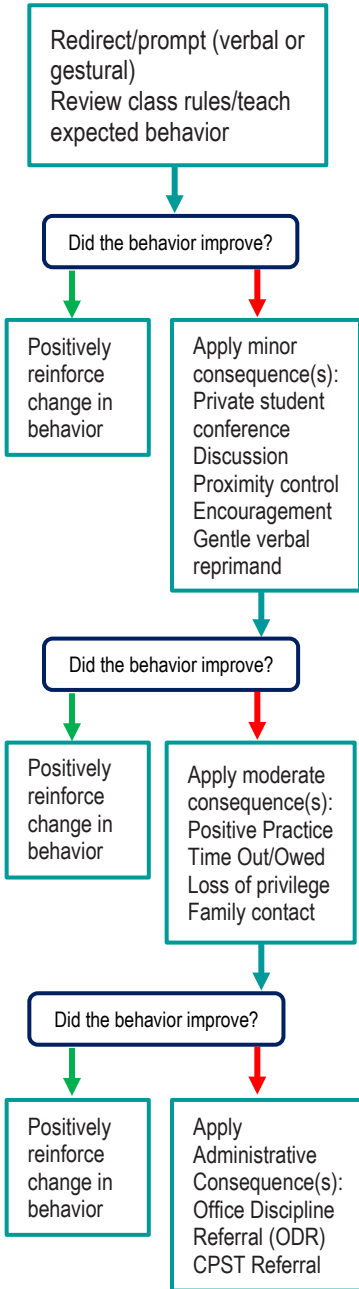 Redirect/prompt (verbal or
gestural)
Review class rules/teach
expected behavior
Did the behavior improve?
Positively
reinforce
change in
behavior
Apply minor
consequence(s):
Private student
conference
Discussion
Proximity control
Encouragement
Gentle verbal
reprimand
Did the behavior improve?
Positively
reinforce
change in
behavior
Apply moderate
consequence(s):
Positive Practice
Time Out/Owed
Loss of privilege
Family contact
Did the behavior improve?
Positively
reinforce
change in
behavior
Apply
Administrative
Consequence(s):
Office Discipline
Referral (ODR)
CPST Referral